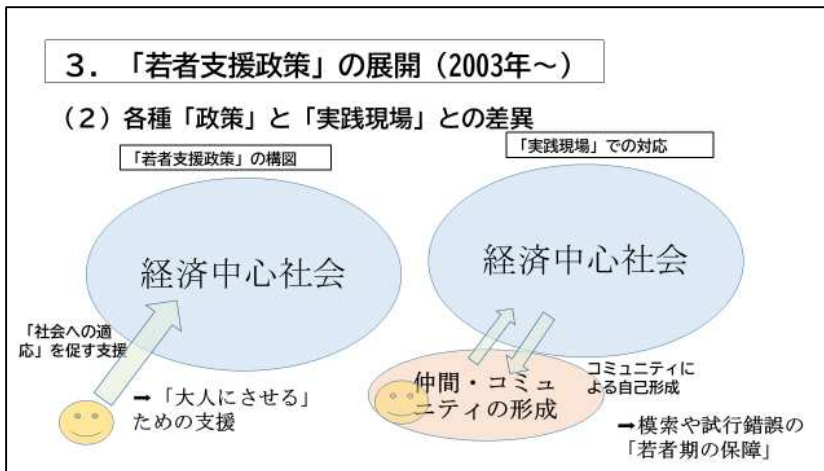 ３．「若者支援政策」の展開（2003年～）
（２）各種「政策」と「実践現場」との差異
「若者支援政策」の構図
経済中心社会
「社会への適
応」を促す支援
➡「大人にさせる」
ための支援
「実践現場」での対応
経済中心社会
仲間・コミュ
ニティの形成
コミュニティに
よる自己形成
➡模索や試行錯誤の
「若者期の保障」